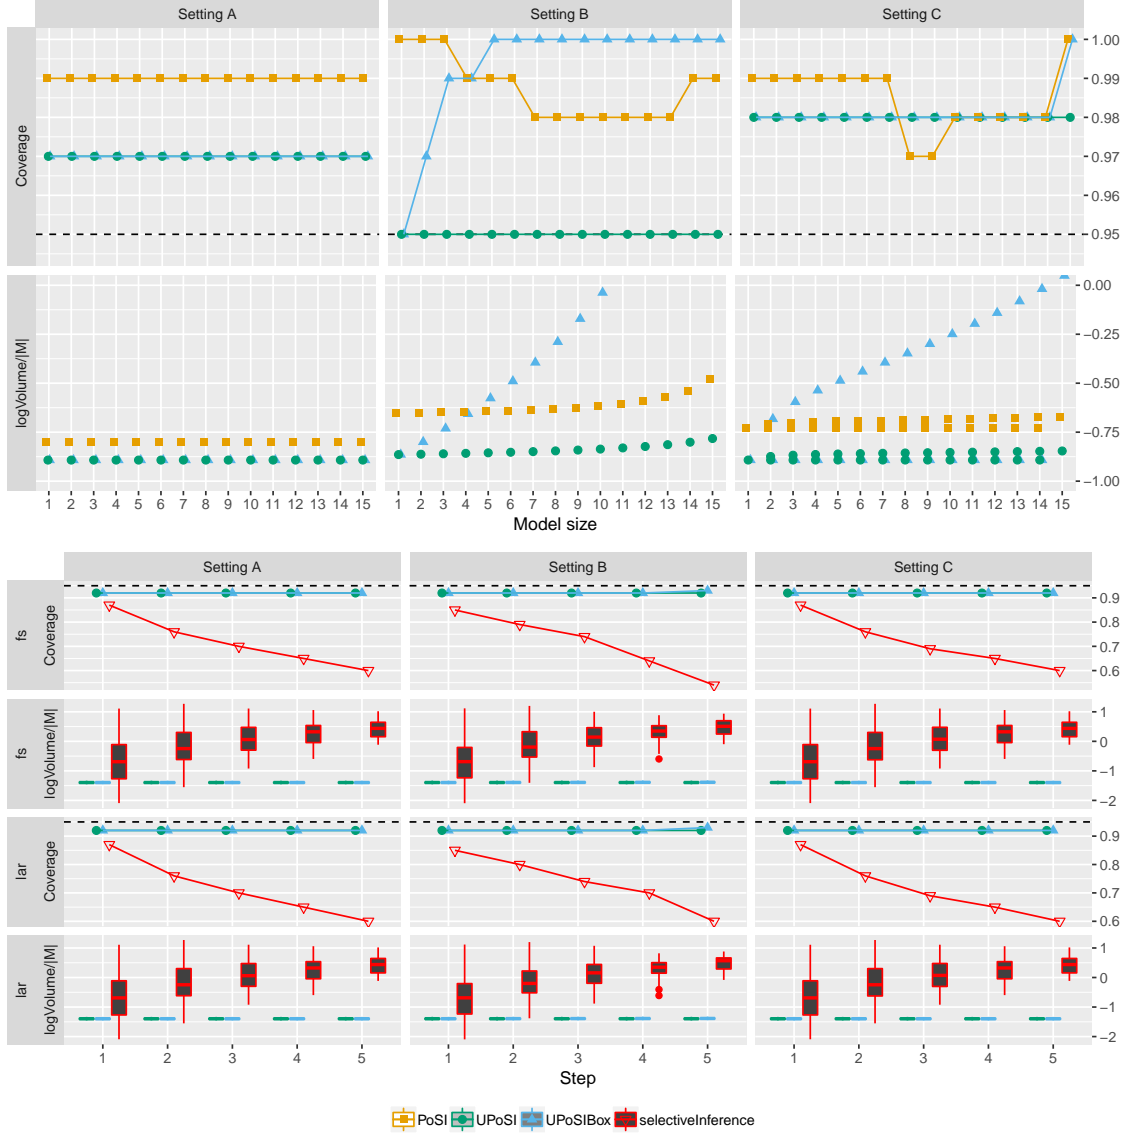 Setting A Setting B Setting C
Coverage
1.00
0.99
0.98
0.97
0.95
logVolume/|M|
0.00
−0.25
−0.50
−0.75
−1.00
1 2 3 4 5 6 7 8 9 10 11 12 13 14 15 1 2 3 4 5 6 7 8 9 10 11 12 13 14 15 1 2 3 4 5 6 7 8 9 10 11 12 13 14 15
Model size
Setting A Setting B Setting C
fs
Coverage
0.9
0.8
0.7
0.6
fs
logVolume/|M|
1
0
−1
−2
lar
Coverage
0.9
0.8
0.7
0.6
lar
logVolume/|M|
1
0
−1
−2
1 2 3 4 5 1 2 3 4 5 1 2 3 4 5
Step
PoSI UPoSI UPoSIBox selectiveInference